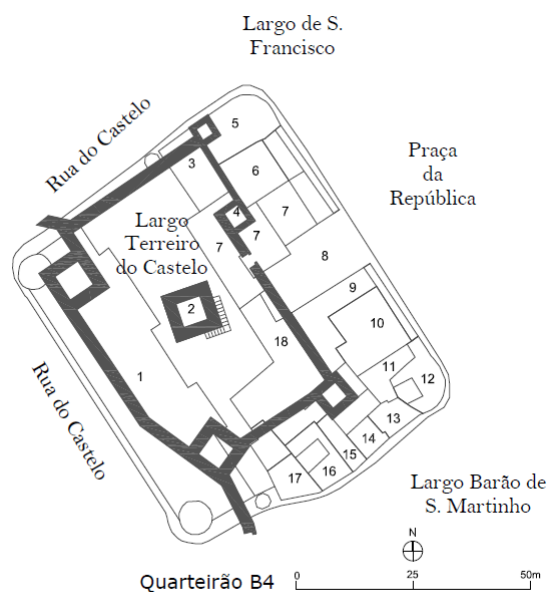 Largo de S.
Francisco
Rua do Castelo
5
3
6
Praça
da
República
4
7
Largo
Terreiro
do Castelo
7
7
8
9
2
10
18
1
11
12
Rua do Castelo
13
14
15
16
17
Largo Barão de
S. Martinho
N
Quarteirão B4
0
25
50m